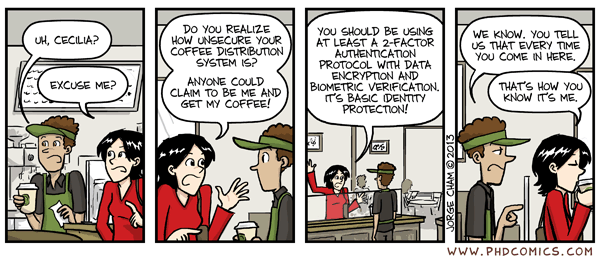 UH, CECILIA?
EXCUSE ME?
DO YOU REALIZE
HOW UNSECURE YOUR
COFFEE DISTRIBUTION
SYSTEM IS?
ANYONE COULD
CLAIM TO BE ME AND
GET MY COFFEE!
YOU SHOULD BE USING
AT LEAST A 2-FACTOR
AUTHENTICATION
PROTOCOL WITH DATA
ENCRYPTION AND
BIOMETRIC VERIFICATION.
IT'S BASIC IDENTITY
PROTECTION!
JORGE CHAM © 2013
WE KNOW. YOU TELL
US THAT EVERY TIME
YOU COME IN HERE.
THAT'S HOW YOU
KNOW IT'S ME.
WWW.PHDCOMICS.COM